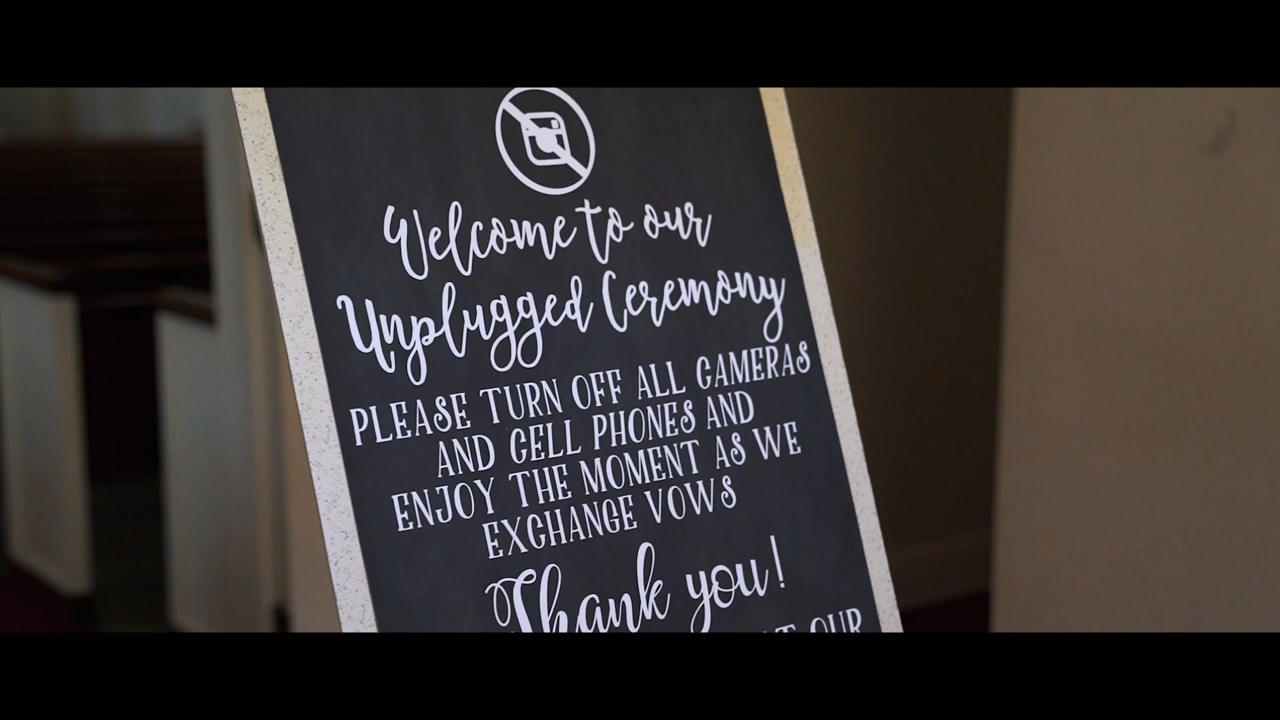 Welcome to our
Unplugged Ceremony
PLEASE TURN OFF ALL CAMERAS
AND CELL PHONES AND
ENJOY THE MOMENT AS WE
EXCHANGE VOWS
Thank you!
OUR